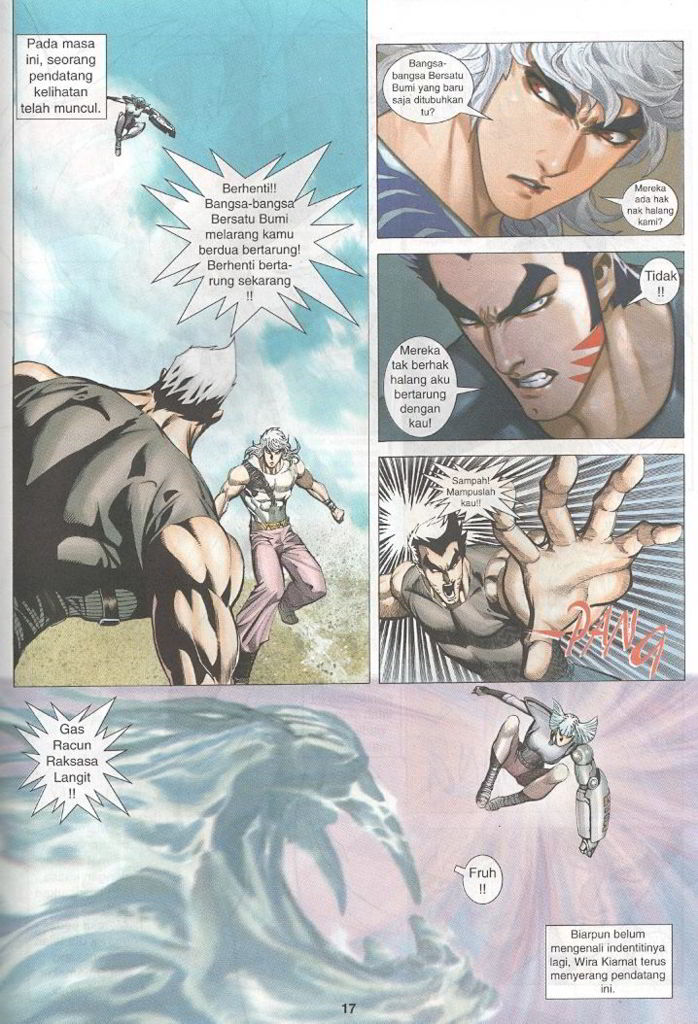 Pada masa
ini, seorang
pendatang
kelihatan
telah muncul.
Berhenti!!
Bangsa-bangsa
Bersatu Bumi
melarang kamu
berdua bertarung!
Berhenti berta-
rung sekarang
!!
Bangsa-
bangsa Bersatu
Bumi yang baru
saja ditubuhkan
tu?
Mereka
ada hak
nak halang
kami?
Tidak
!!
Mereka
tak berhak
halang aku
bertarung
dengan
kau!
Sampah!
Mampuslah
kau!!
PANG
Gas
Racun
Raksasa
Langit
!!
Fruh
!!
Biarpun belum
mengenali indentitinya
lagi, Wira Kiamat terus
menyerang pendatang
ini.
17